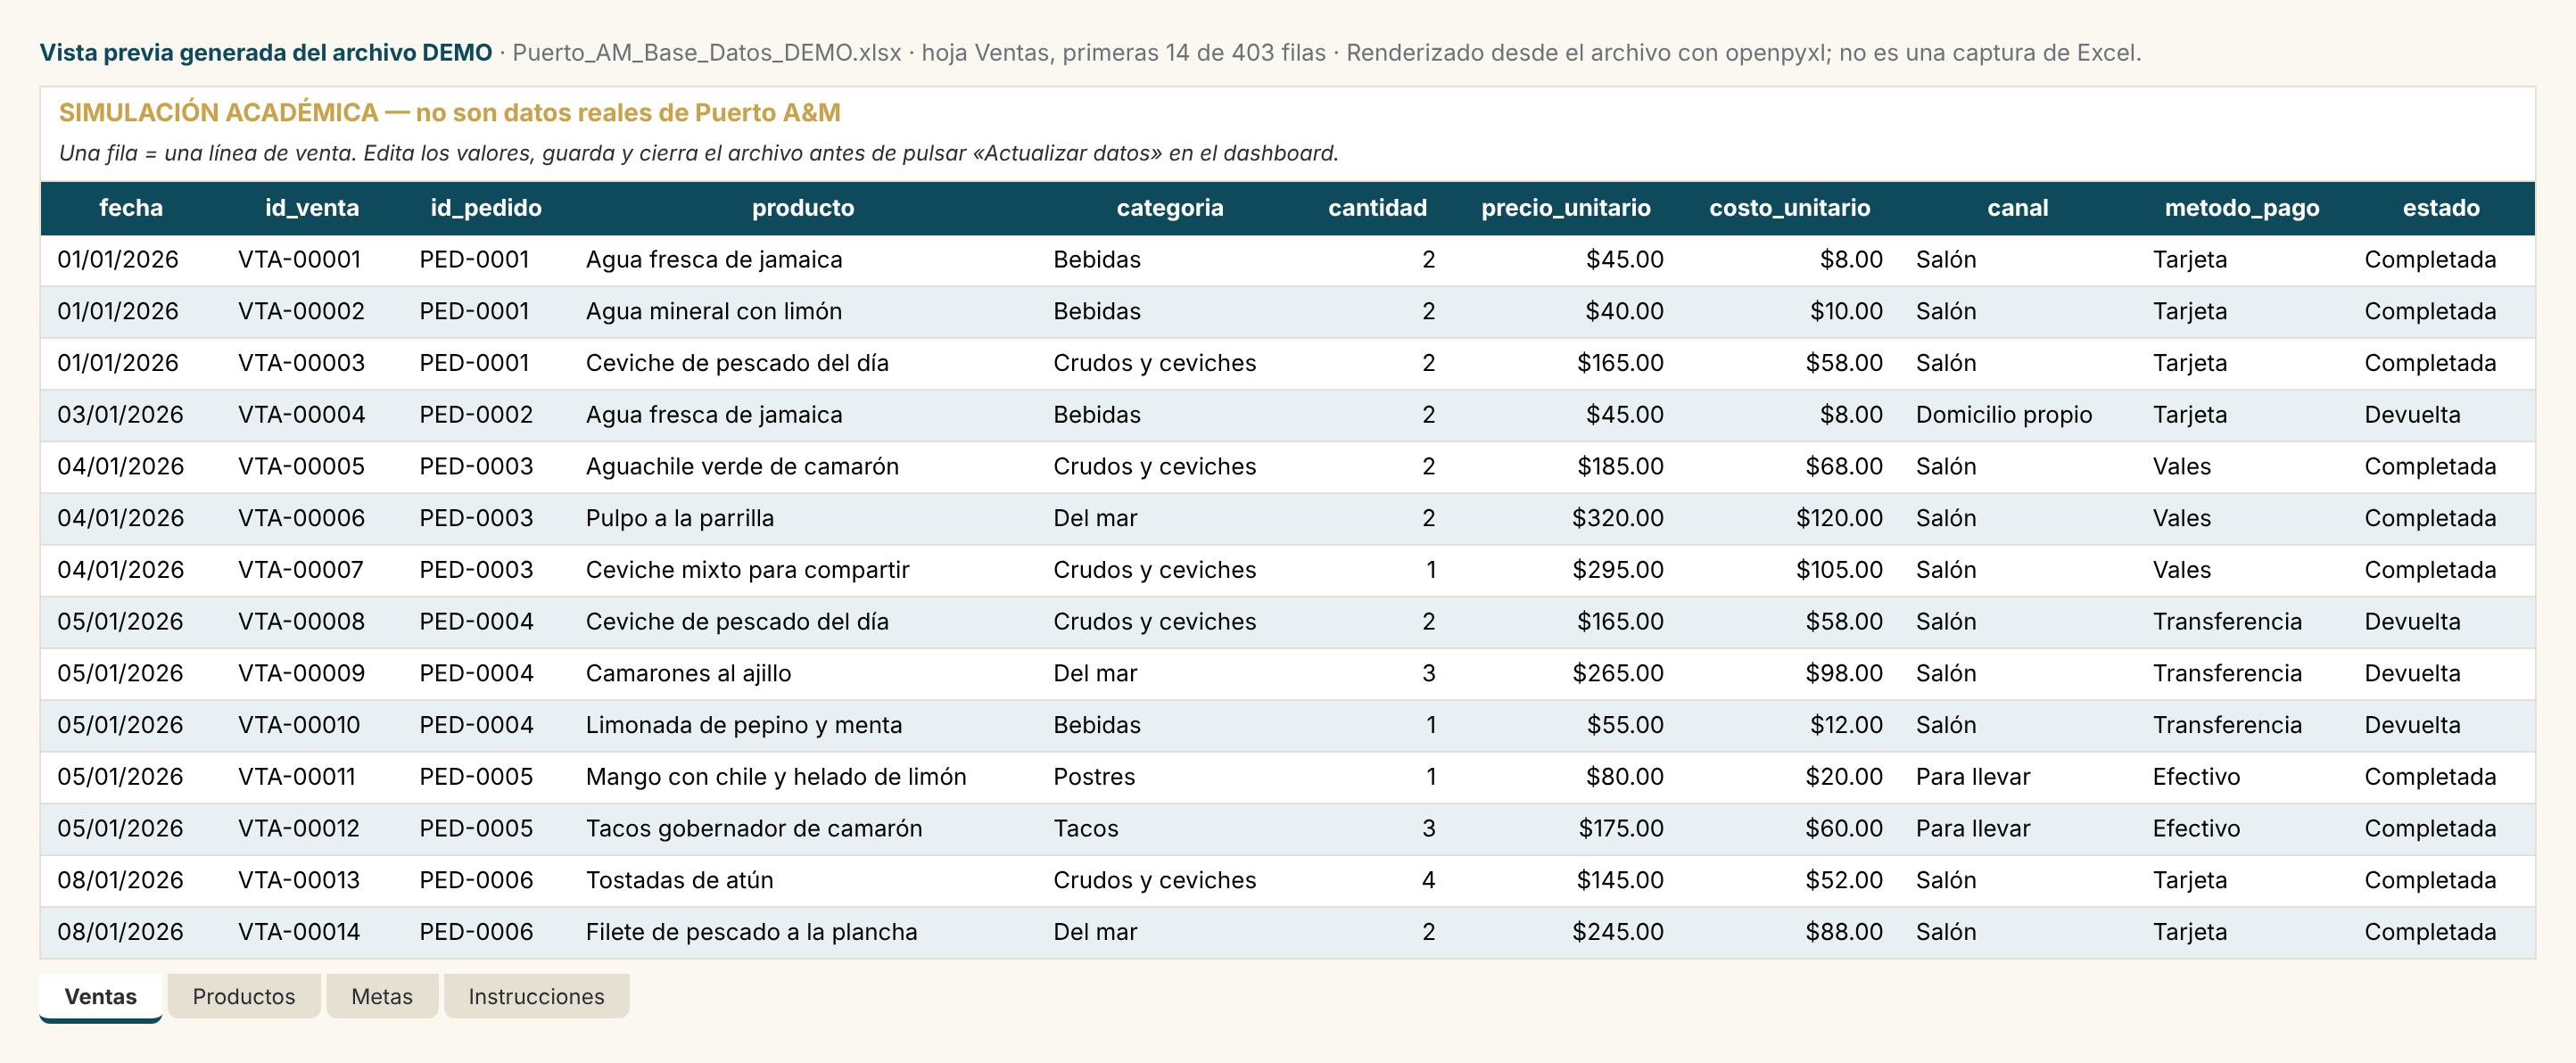 Vista previa generada del archivo DEMO · Puerto_AM_Base_Datos_DEMO.xlsx · hoja Ventas, primeras 14 de 403 filas · Renderizado desde el archivo con openpyxl; no es una captura de Excel.
SIMULACIÓN ACADÉMICA — no son datos reales de Puerto A&M
Una fila = una línea de venta. Edita los valores, guarda y cierra el archivo antes de pulsar «Actualizar datos» en el dashboard.
fecha id_venta id_pedido producto categoria cantidad precio_unitario costo_unitario canal metodo_pago estado
01/01/2026 VTA-00001 PED-0001 Agua fresca de jamaica Bebidas 2 $45.00 $8.00 Salón Tarjeta Completada
01/01/2026 VTA-00002 PED-0001 Agua mineral con limón Bebidas 2 $40.00 $10.00 Salón Tarjeta Completada
01/01/2026 VTA-00003 PED-0001 Ceviche de pescado del día Crudos y ceviches 2 $165.00 $58.00 Salón Tarjeta Completada
03/01/2026 VTA-00004 PED-0002 Agua fresca de jamaica Bebidas 2 $45.00 $8.00 Domicilio propio Tarjeta Devuelta
04/01/2026 VTA-00005 PED-0003 Aguachile verde de camarón Crudos y ceviches 2 $185.00 $68.00 Salón Vales Completada
04/01/2026 VTA-00006 PED-0003 Pulpo a la parrilla Del mar 2 $320.00 $120.00 Salón Vales Completada
04/01/2026 VTA-00007 PED-0003 Ceviche mixto para compartir Crudos y ceviches 1 $295.00 $105.00 Salón Vales Completada
05/01/2026 VTA-00008 PED-0004 Ceviche de pescado del día Crudos y ceviches 2 $165.00 $58.00 Salón Transferencia Devuelta
05/01/2026 VTA-00009 PED-0004 Camarones al ajillo Del mar 3 $265.00 $98.00 Salón Transferencia Devuelta
05/01/2026 VTA-00010 PED-0004 Limonada de pepino y menta Bebidas 1 $55.00 $12.00 Salón Transferencia Devuelta
05/01/2026 VTA-00011 PED-0005 Mango con chile y helado de limón Postres 1 $80.00 $20.00 Para llevar Efectivo Completada
05/01/2026 VTA-00012 PED-0005 Tacos gobernador de camarón Tacos 3 $175.00 $60.00 Para llevar Efectivo Completada
08/01/2026 VTA-00013 PED-0006 Tostadas de atún Crudos y ceviches 4 $145.00 $52.00 Salón Tarjeta Completada
08/01/2026 VTA-00014 PED-0006 Filete de pescado a la plancha Del mar 2 $245.00 $88.00 Salón Tarjeta Completada
Ventas Productos Metas Instrucciones